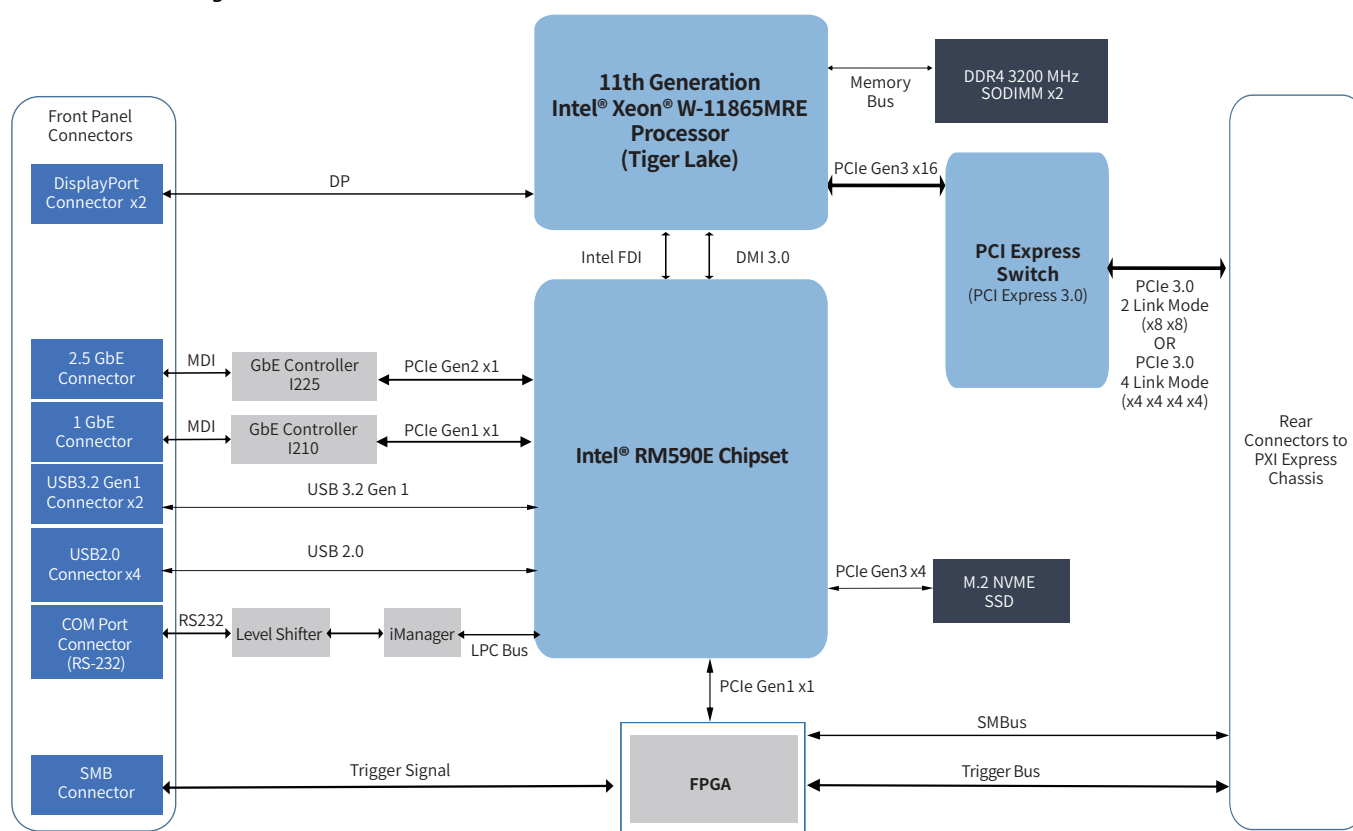 11th Generation
Intel® Xeon® W-11865MRE
Processor
(Tiger Lake)
Memory
Bus
DDR4 3200 MHz
SODIMM x2
Front Panel
Connectors
DisplayPort
Connector x2
DP
PCIe Gen3 x16
Intel FDI
DMI 3.0
PCI Express
Switch
(PCI Express 3.0)
PCIe 3.0
2 Link Mode
(x8 x8)
OR
PCIe 3.0
4 Link Mode
(x4 x4 x4 x4)
2.5 GbE
Connector
MDI
GbE Controller
I225
PCIe Gen2 x1
1 GbE
Connector
MDI
GbE Controller
I210
PCIe Gen1 x1
Intel® RM590E Chipset
Rear
Connectors to
PXI Express
Chassis
USB3.2 Gen1
Connector x2
USB 3.2 Gen 1
USB2.0
Connector x4
USB 2.0
PCIe Gen3 x4
M.2 NVME
SSD
COM Port
Connector
(RS-232)
RS232
Level Shifter
iManager
LPC Bus
PCIe Gen1 x1
SMBus
SMB
Connector
Trigger Signal
FPGA
Trigger Bus